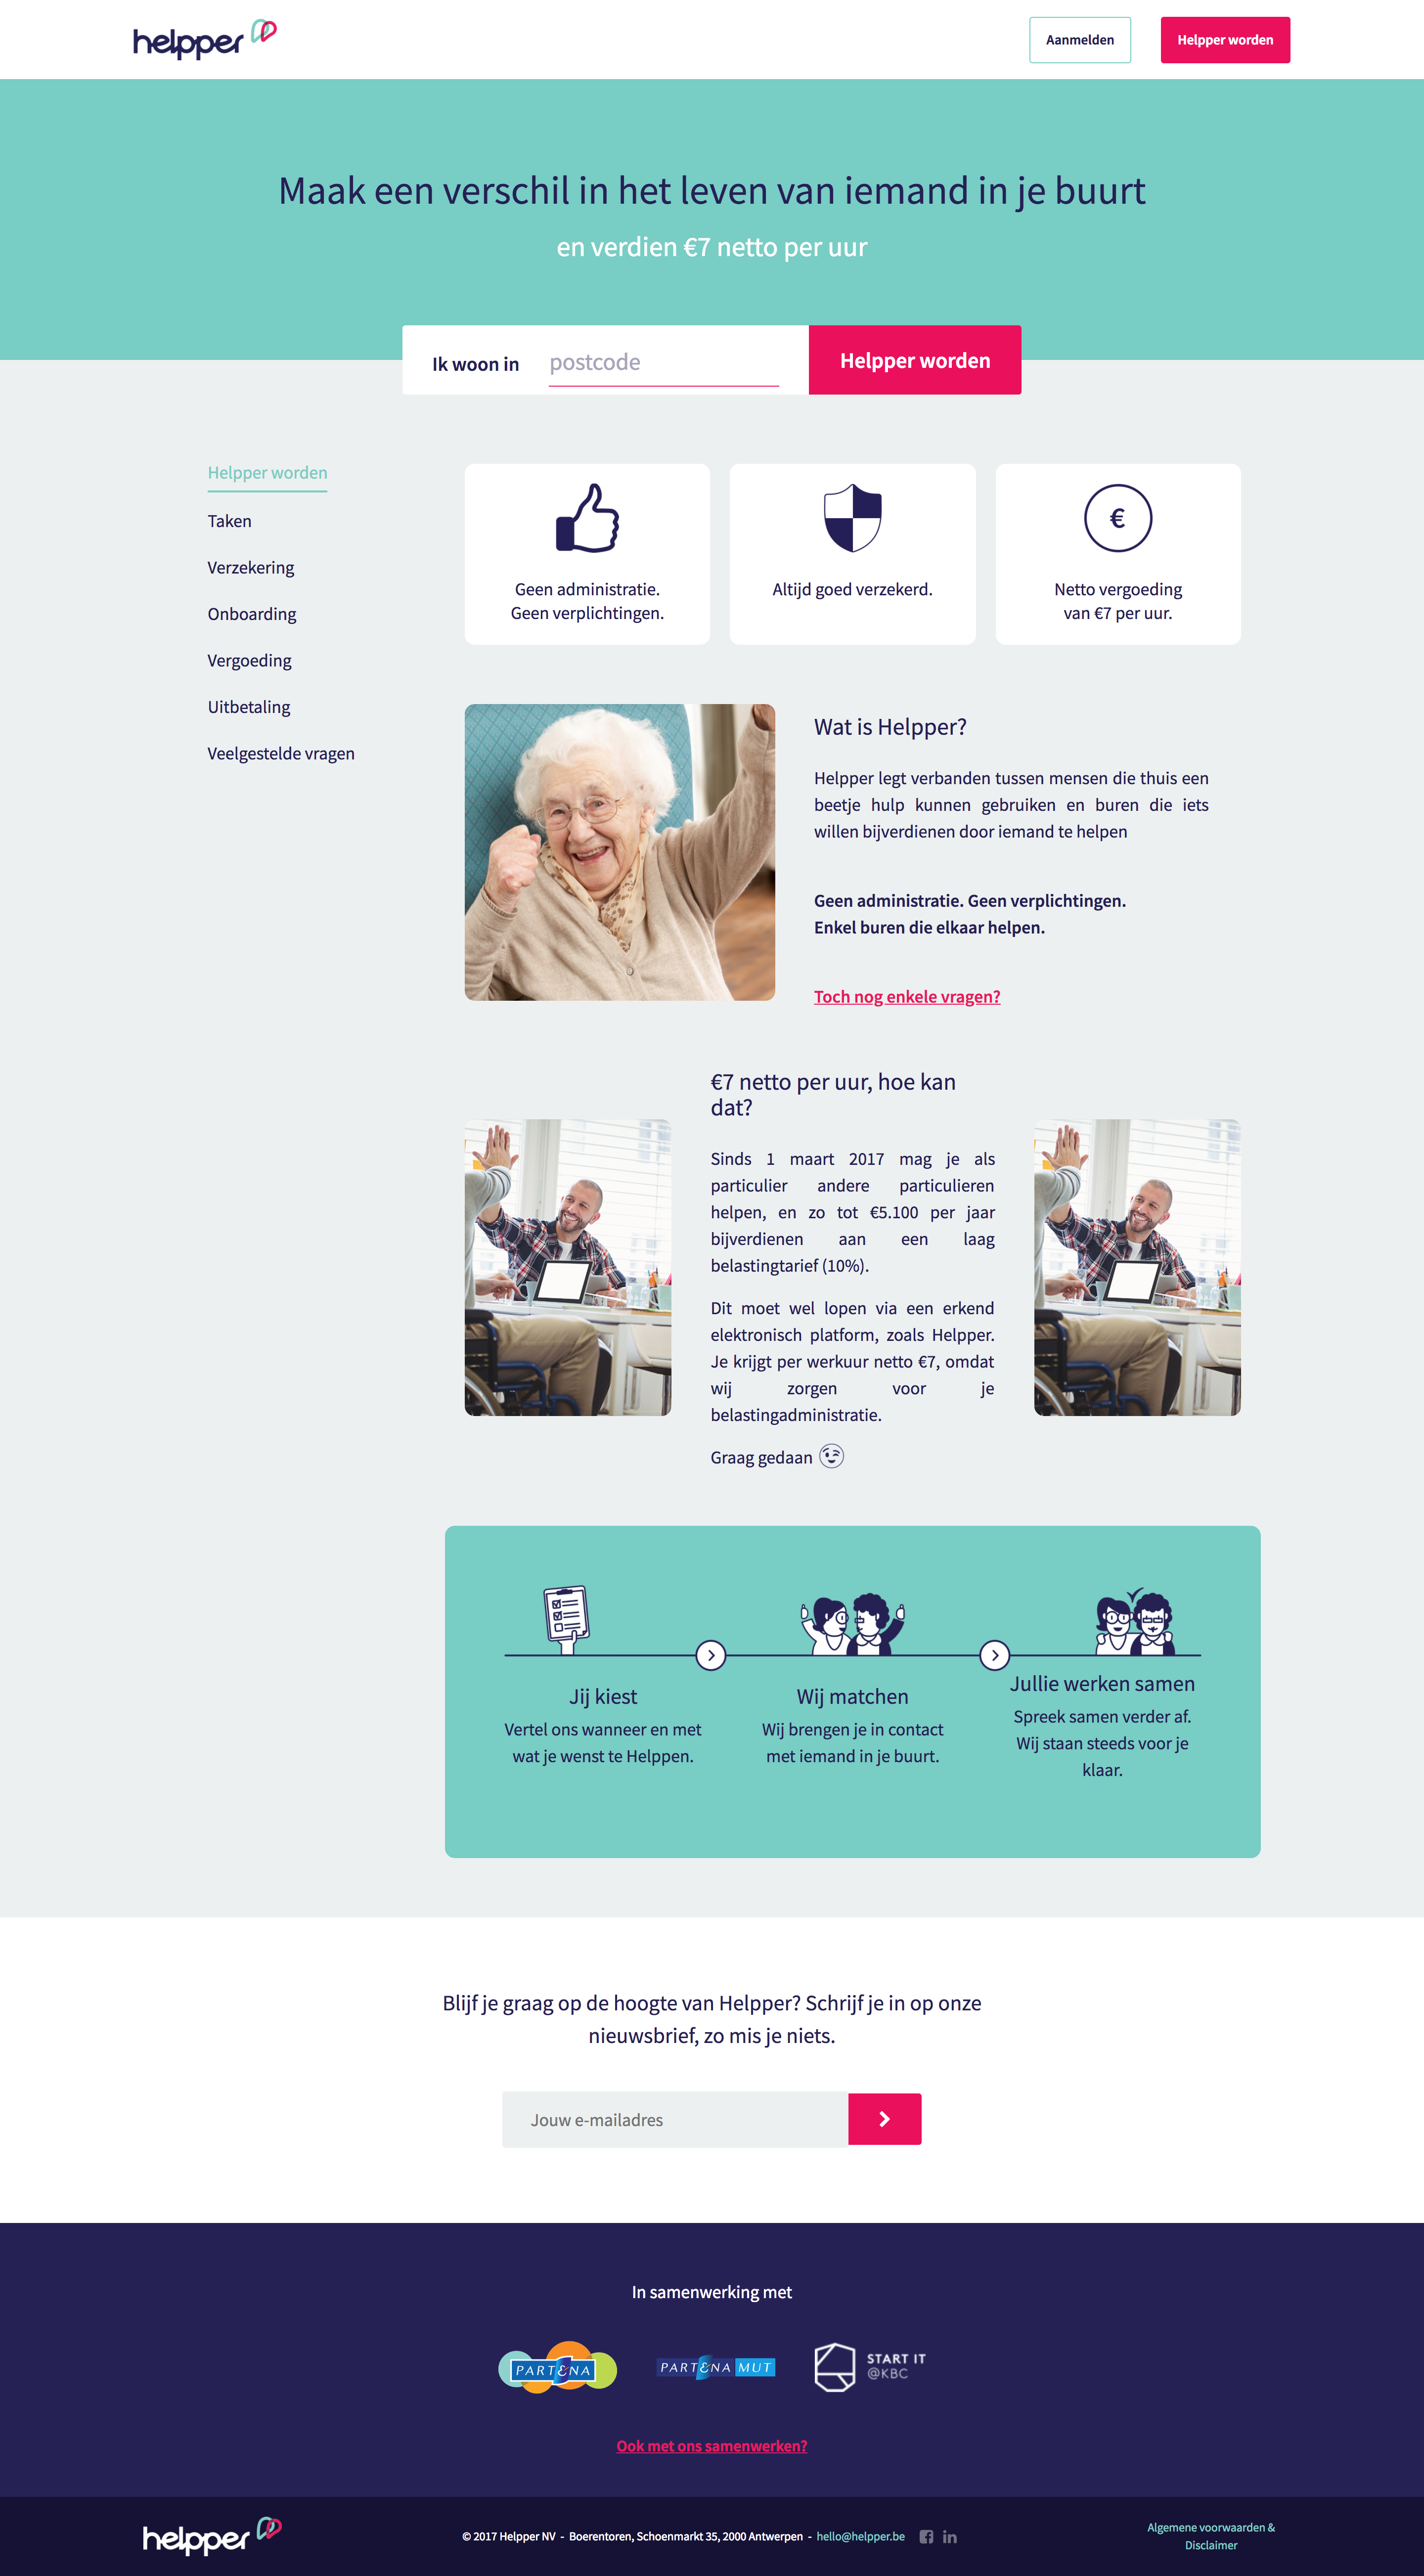 helpper
Aanmelden
Helpper worden
Maak een verschil in het leven van iemand in je buurt
en verdien €7 netto per uur
Ik woon in
postcode
Helpper worden
Helpper worden
Taken
Verzekering
Onboarding
Vergoeding
Uitbetaling
Veelgestelde vragen
Geen administratie.
Geen verplichtingen.
Altijd goed verzekerd.
€
Netto vergoeding
van €7 per uur.
Wat is Helpper?
Helpper legt verbanden tussen mensen die thuis een
beetje hulp kunnen gebruiken en buren die iets
willen bijverdienen door iemand te helpen
Geen administratie. Geen verplichtingen.
Enkel buren die elkaar helpen.
Toch nog enkele vragen?
€7 netto per uur, hoe kan
dat?
Sinds 1 maart 2017 mag je als
particulier andere particulieren
helpen, en zo tot €5.100 per jaar
bijverdienen aan een laag
belastingtarief (10%).
Dit moet wel lopen via een erkend
elektronisch platform, zoals Helpper.
Je krijgt per werkuur netto €7, omdat
wij zorgen voor je
belastingadministratie.
Graag gedaan
Jij kiest
Vertel ons wanneer en met
wat je wenst te Helppen.
Wij matchen
Wij brengen je in contact
met iemand in je buurt.
Jullie werken samen
Spreek samen verder af.
Wij staan steeds voor je
klaar.
Blijf je graag op de hoogte van Helpper? Schrijf je in op onze
nieuwsbrief, zo mis je niets.
Jouw e-mailadres
In samenwerking met
PARTENA
PARTENA MUT
START IT
@KBC
Ook met ons samenwerken?
helpper
© 2017 Helpper NV - Boerentoren, Schoenmarkt 35, 2000 Antwerpen - hello@helpper.be
Algemene voorwaarden &
Disclaimer